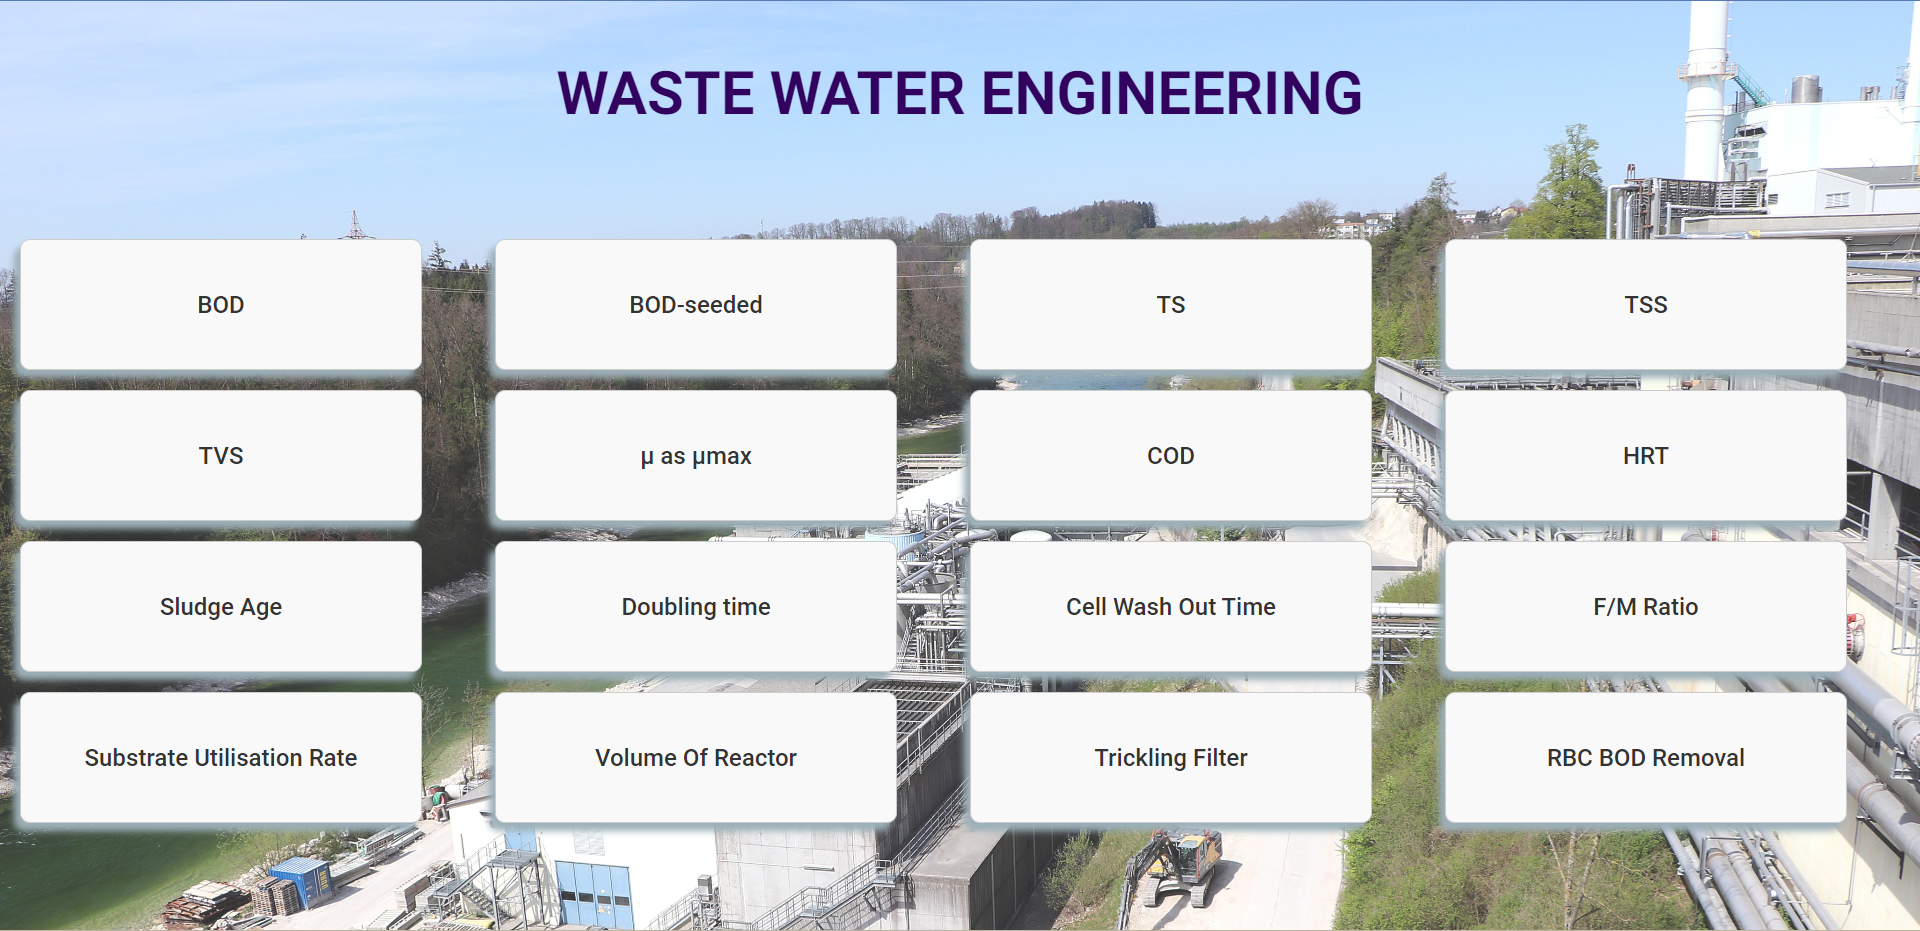 WASTE WATER ENGINEERING
BOD
BOD-seeded
TS
TSS
TVS
µ as µmax
COD
HRT
Sludge Age
Doubling time
Cell Wash Out Time
F/M Ratio
Substrate Utilisation Rate
Volume Of Reactor
Trickling Filter
RBC BOD Removal